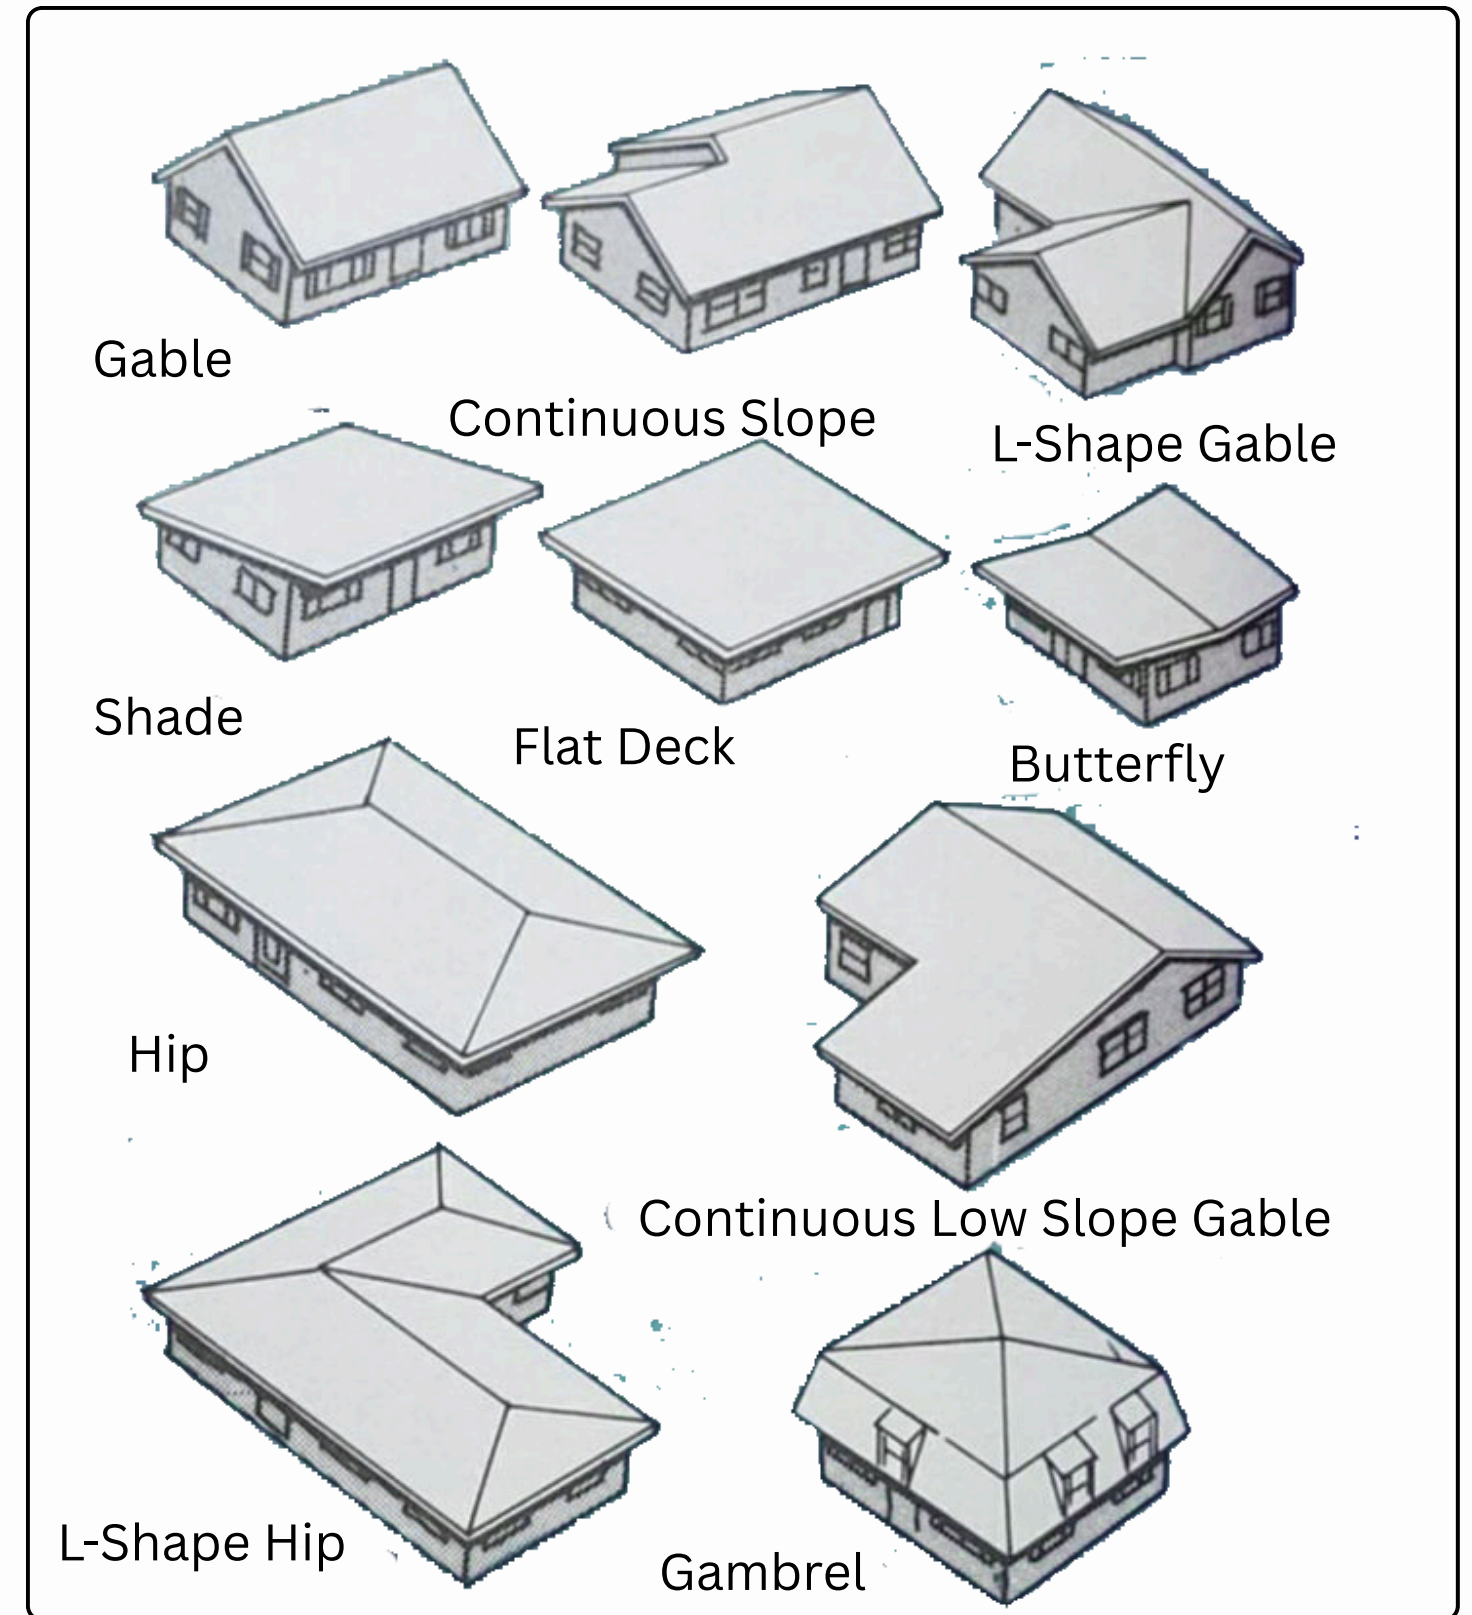 Gable
Continuous Slope
L-Shape Gable
Shade
Flat Deck
Butterfly
Hip
Continuous Low Slope Gable
L-Shape Hip
Gambrel